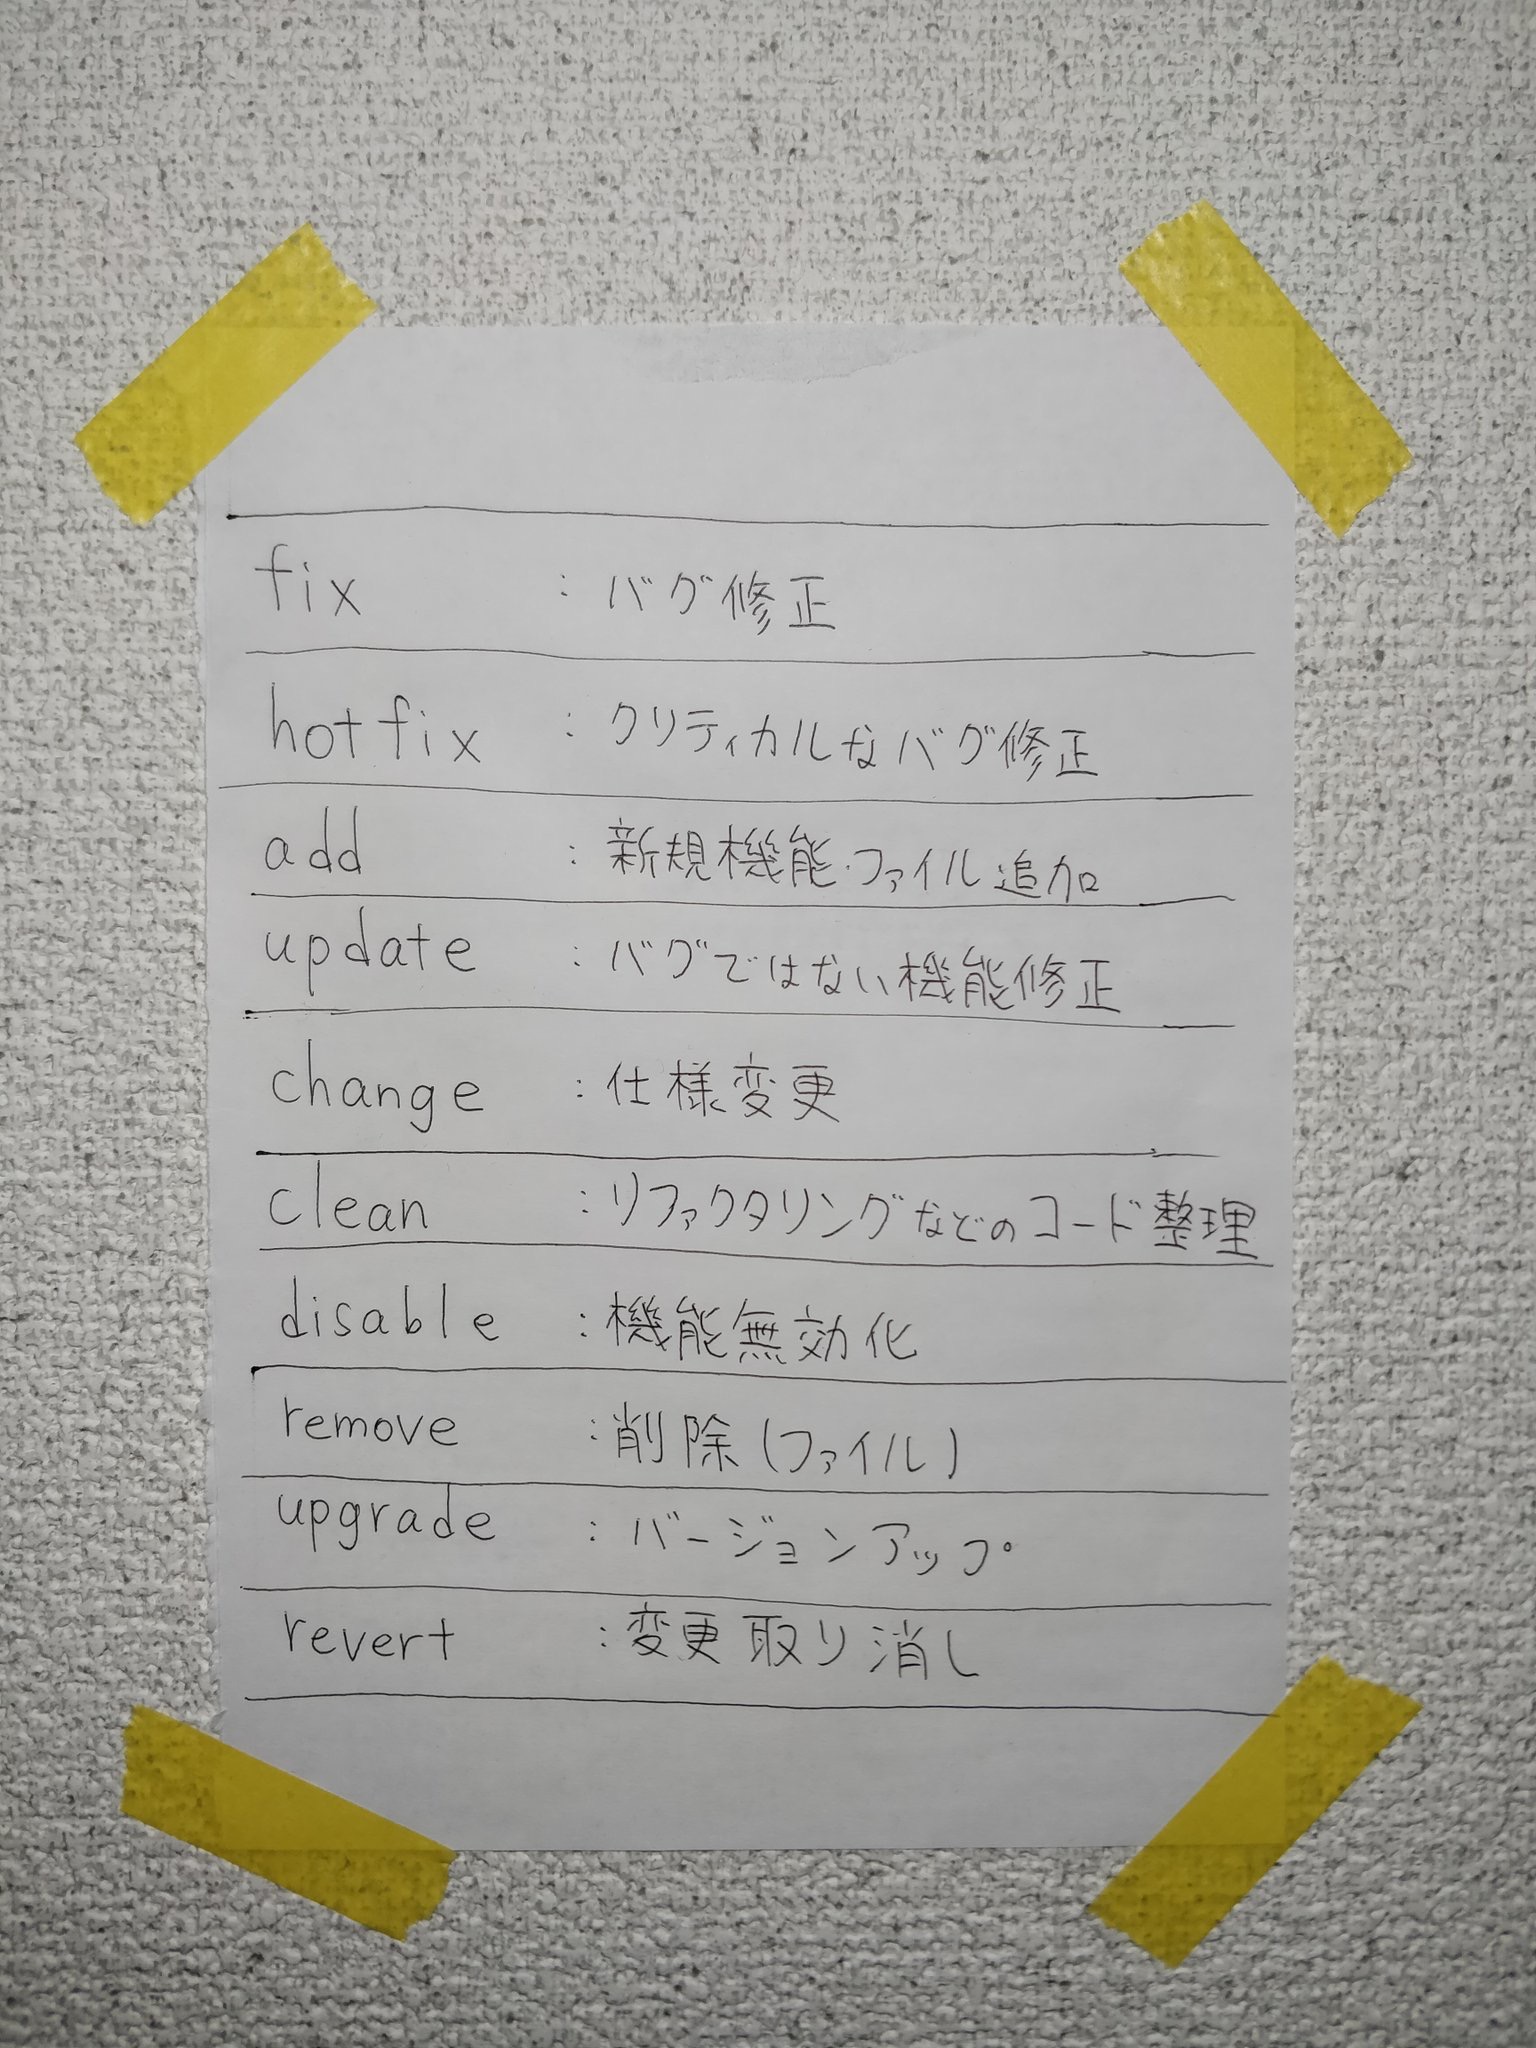 fix : バグ修正
hotfix : クリティカルなバグ修正
add : 新規機能・ファイル追加
update : バグではない機能修正
change : 仕様変更
clean : リファクタリングなどのコード整理
disable : 機能無効化
remove : 削除(ファイル)
upgrade : バージョンアップ
revert : 変更取り消し